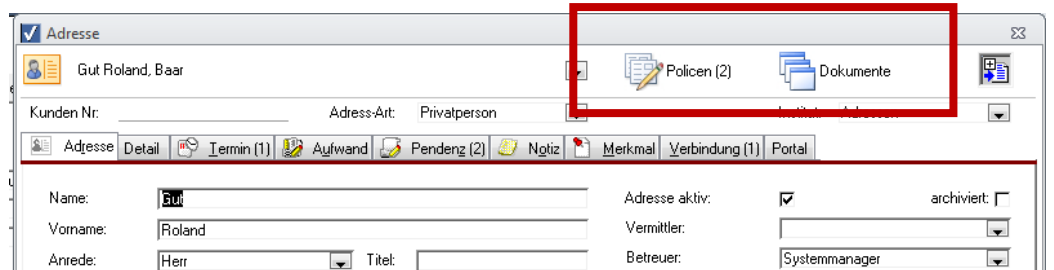 Adresse
Gut Roland, Baar Policen (2) Dokumente
Kunden Nr: Adress-Art: Privatperson
Adresse Detail Termin (1) Aufwand Pendenz (2) Notiz Merkmal Verbindung (1) Portal
Name: Gut Adresse aktiv: archiviert:
Vorname: Roland Vermittler:
Anrede: Herr Titel: Betreuer: Systemmanager